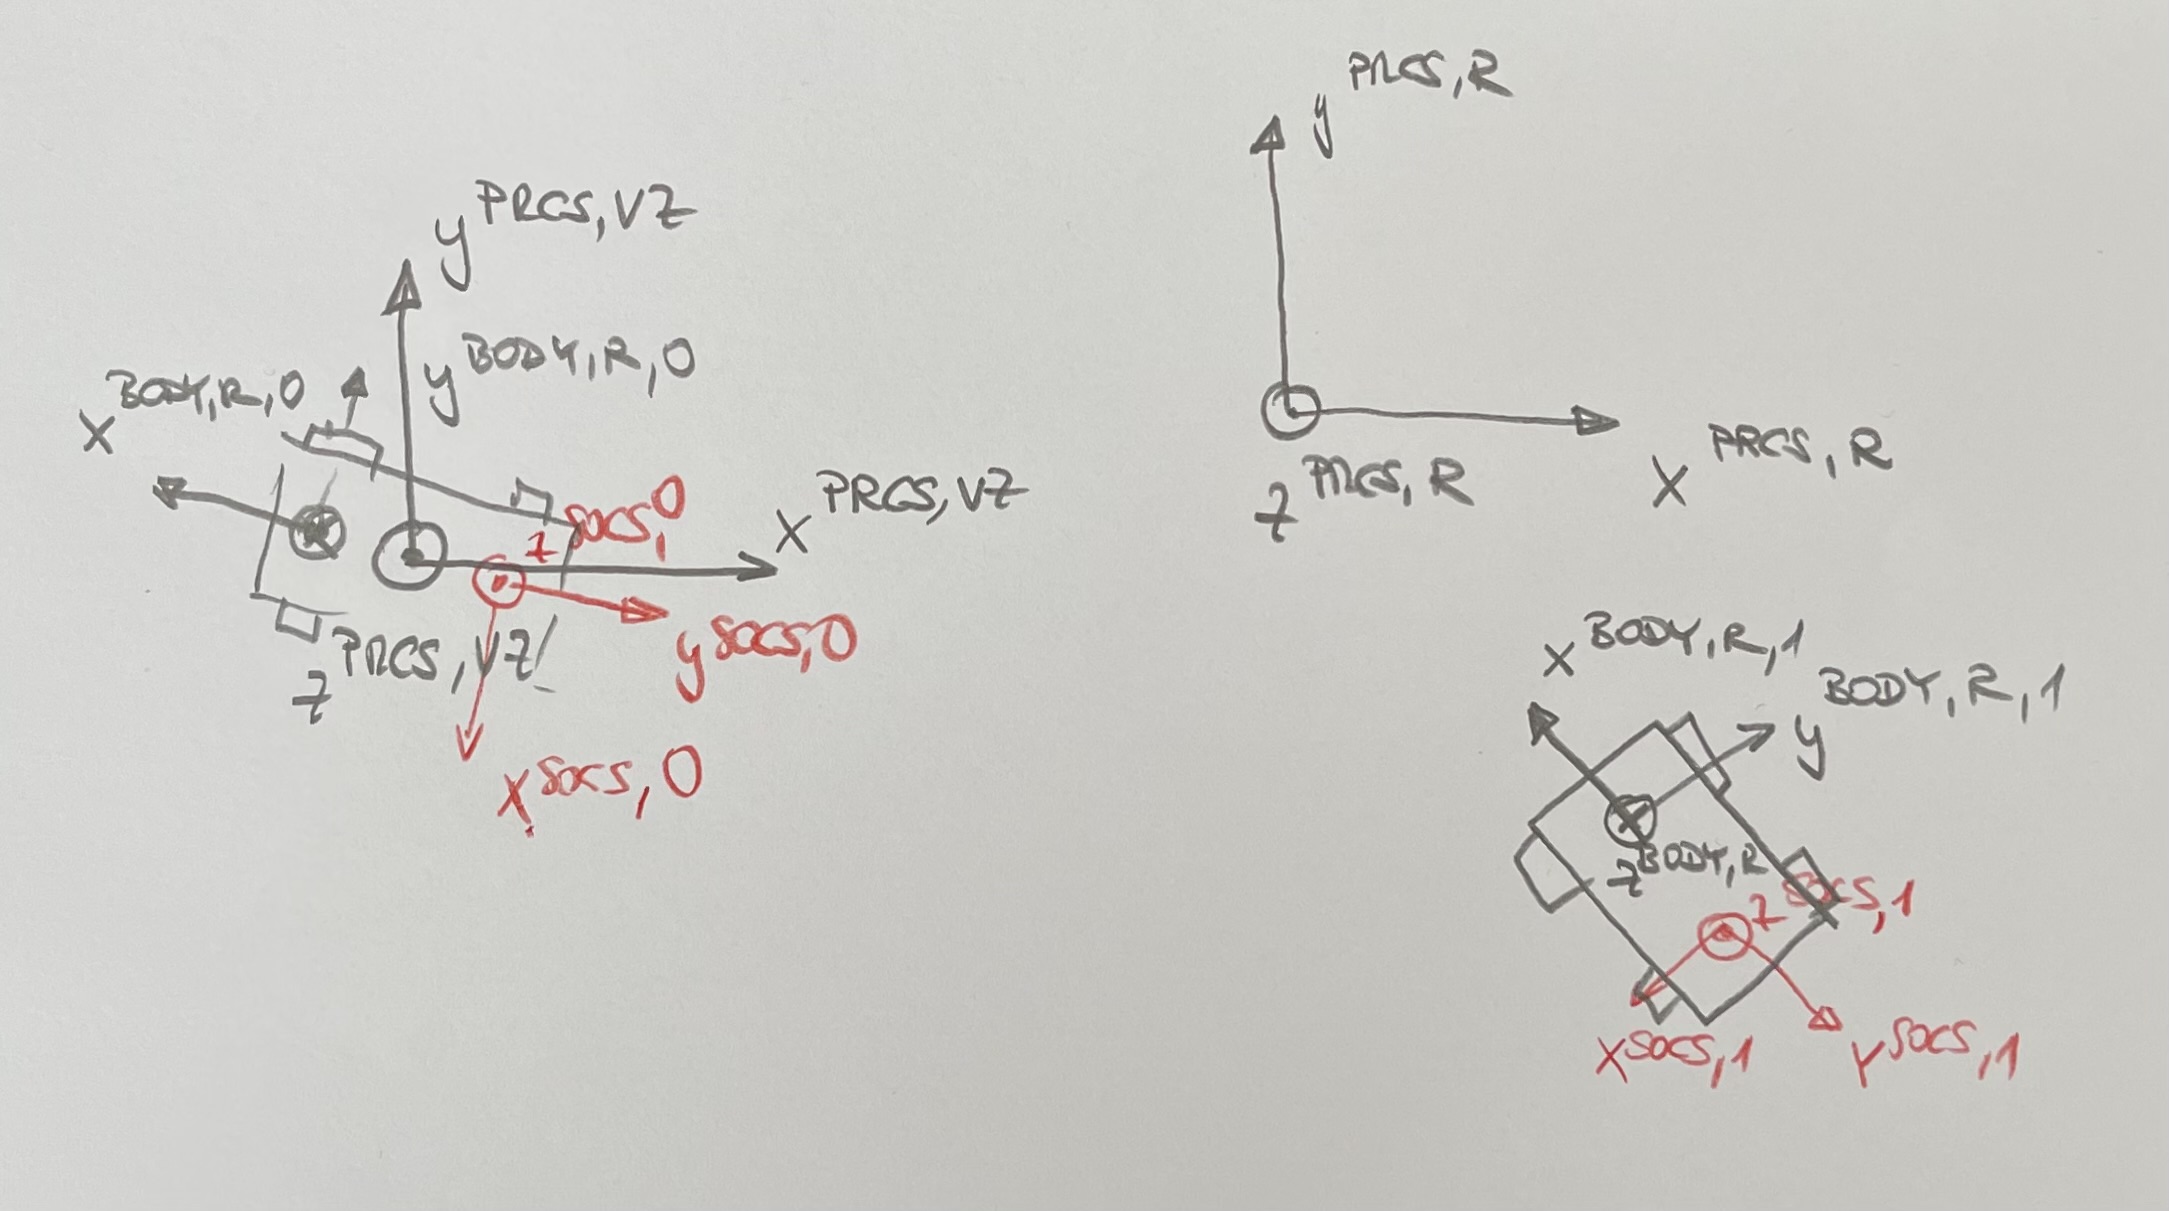 y PRCS,VZ
y BODY,R,0
x BODY,R,0
x PRCS,VZ
z SOCS,0
y SOCS,0
z PRCS,VZ
x SOCS,0
y PRCS,R
x PRCS,R
z PRCS,R
x BODY,R,1
y BODY,R,1
z BODY,R
z SOCS,1
x SOCS,1
y SOCS,1